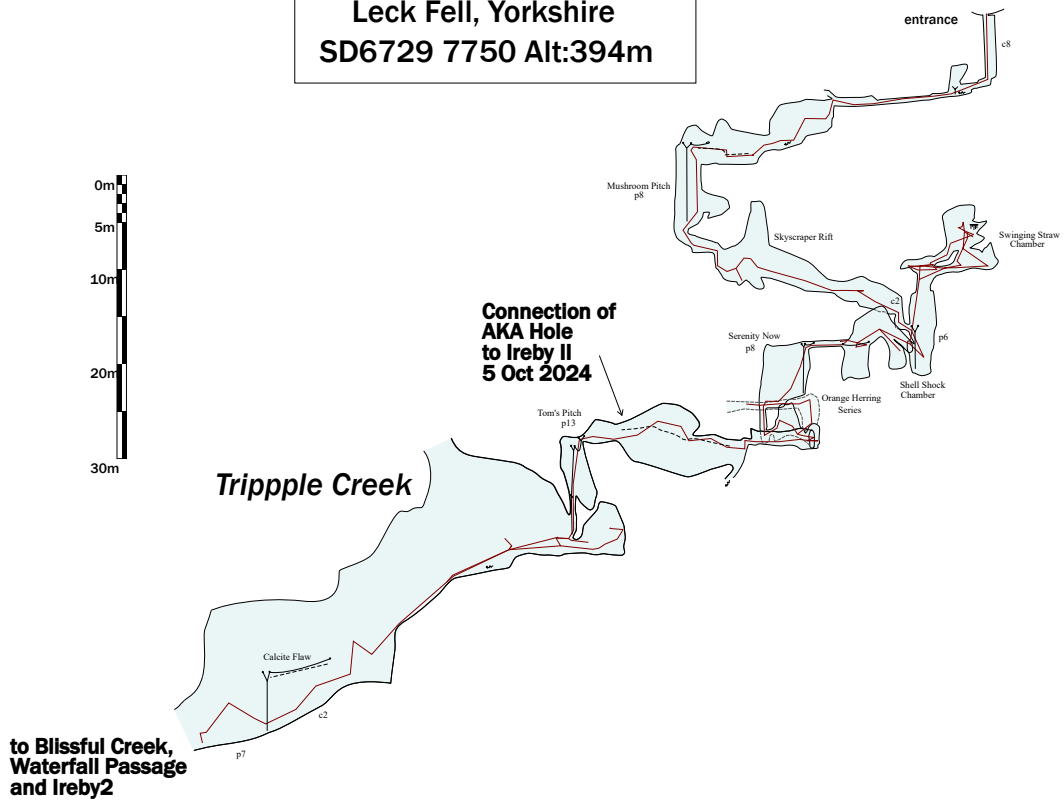 Leck Fell, Yorkshire
SD6729 7750 Alt:394m
entrance
c8
Mushroom Pitch
p8
Skyscraper Rift
Swinging Straw
Chamber
0m
5m
10m
20m
30m
c2
p6
Connection of
AKA Hole
to Ireby II
5 Oct 2024
Serenity Now
p8
Shell Shock
Chamber
Orange Herring
Series
Tom's Pitch
p13
Trippple Creek
Calcite Flaw
c2
p7
to Blissful Creek,
Waterfall Passage
and Ireby2